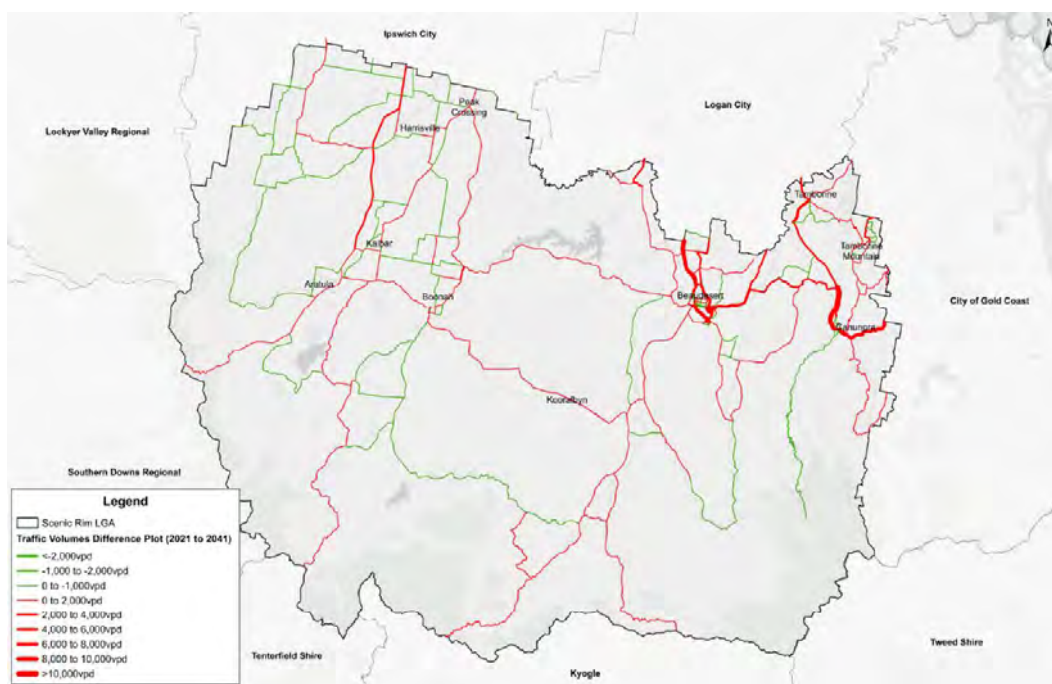 N
Ipswich City
Logan City
Lockyer Valley Regional
Peak
Crossing
Harrisville
Tamborine
Kalbar
Tamborine
Mountain
Aratula
Boonah
Beaudesert
City of Gold Coast
Canungra
Kooralbyn
Southern Downs Regional
Legend
Scenic Rim LGA
Traffic Volumes Difference Plot (2021 to 2041)
<-2,000vpd
-1,000 to -2,000vpd
0 to -1,000vpd
0 to 2,000vpd
2,000 to 4,000vpd
4,000 to 6,000vpd
6,000 to 8,000vpd
8,000 to 10,000vpd
>10,000vpd
Tweed Shire
Tenterfield Shire
Kyogle